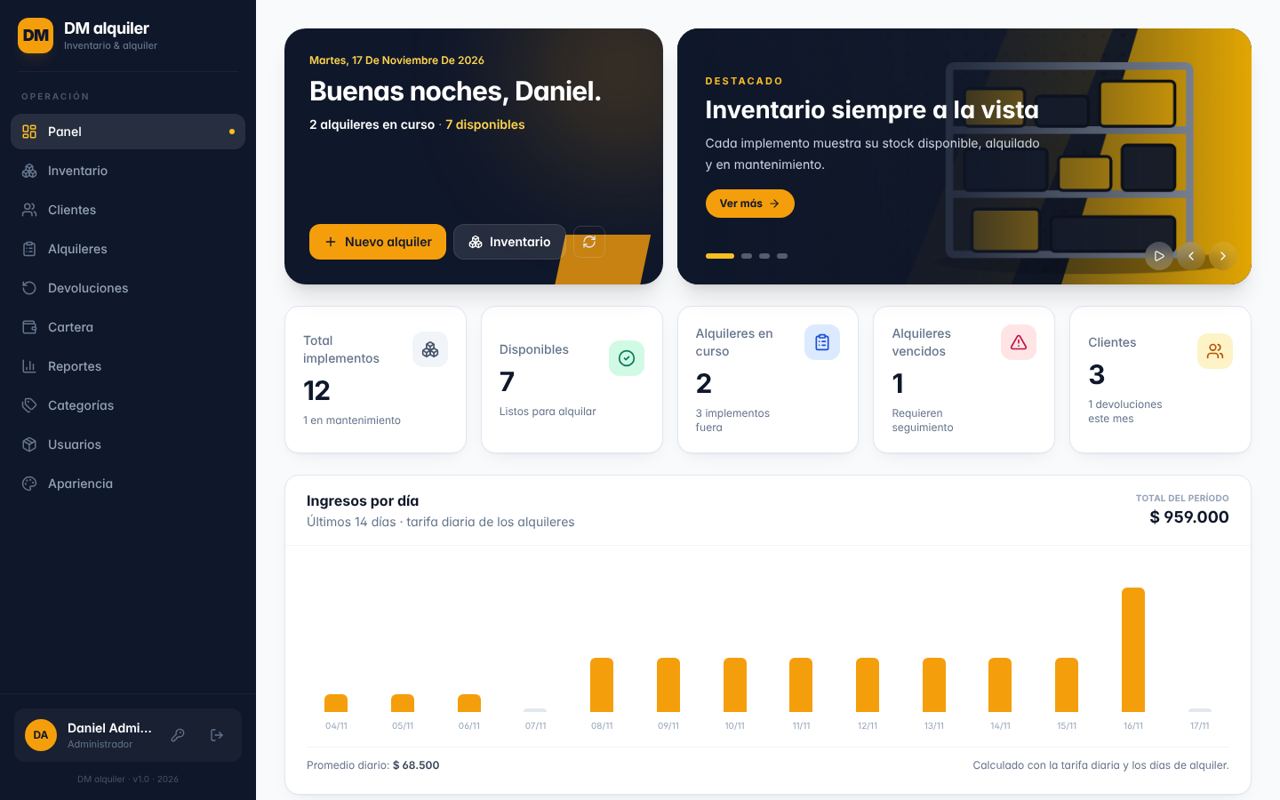 DM
DM alquiler
Inventario & alquiler
OPERACIÓN
Panel
Inventario
Clientes
Alquileres
Devoluciones
Cartera
Reportes
Categorías
Usuarios
Apariencia
DA
Daniel Admi...
Administrador
DM alquiler · v1.0 · 2026
Martes, 17 De Noviembre De 2026
Buenas noches, Daniel.
2 alquileres en curso · 7 disponibles
Nuevo alquiler
Inventario
DESTACADO
Inventario siempre a la vista
Cada implemento muestra su stock disponible, alquilado
y en mantenimiento.
Ver más
Total
implementos
12
1 en mantenimiento
Disponibles
7
Listos para alquilar
Alquileres en
curso
2
3 implementos
fuera
Alquileres
vencidos
1
Requieren
seguimiento
Clientes
3
1 devoluciones
este mes
Ingresos por día
Últimos 14 días · tarifa diaria de los alquileres
TOTAL DEL PERÍODO
$ 959.000
04/11 05/11 06/11 07/11 08/11 09/11 10/11 11/11 12/11 13/11 14/11 15/11 16/11 17/11
Promedio diario: $ 68.500
Calculado con la tarifa diaria y los días de alquiler.